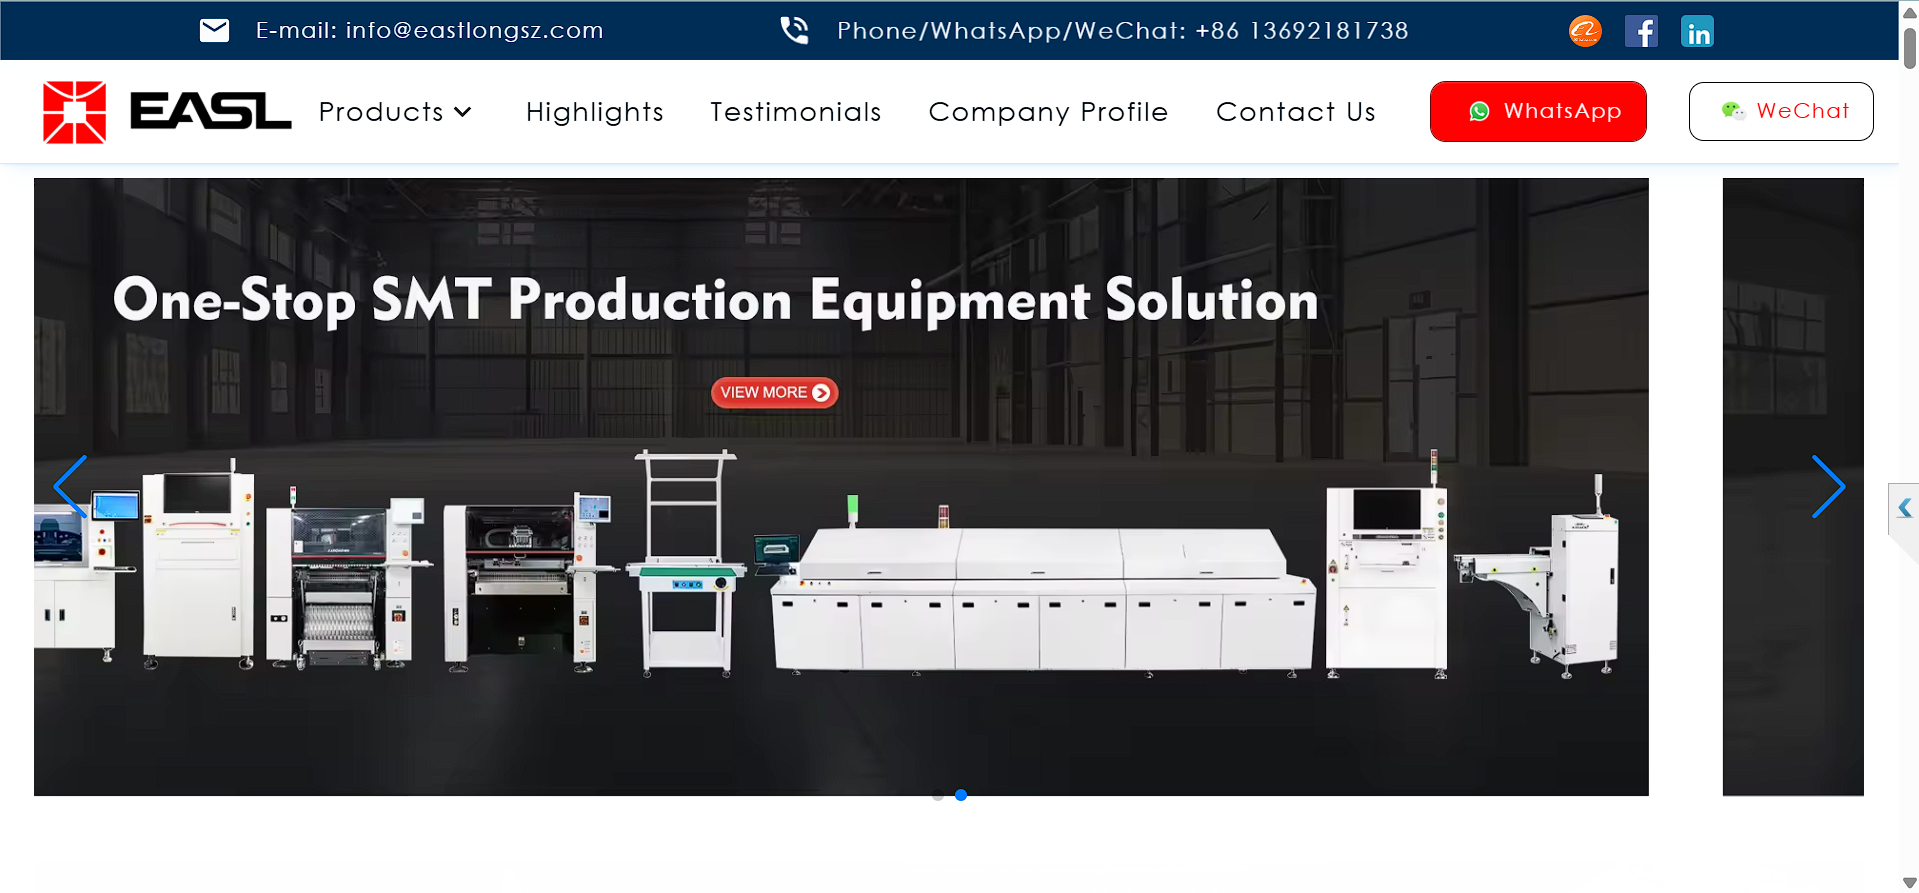 E-mail: info@eastlongsz.com
Phone/WhatsApp/WeChat: +86 13692181738
EASL
Products
Highlights
Testimonials
Company Profile
Contact Us
WhatsApp
WeChat
One-Stop SMT Production Equipment Solution
VIEW MORE